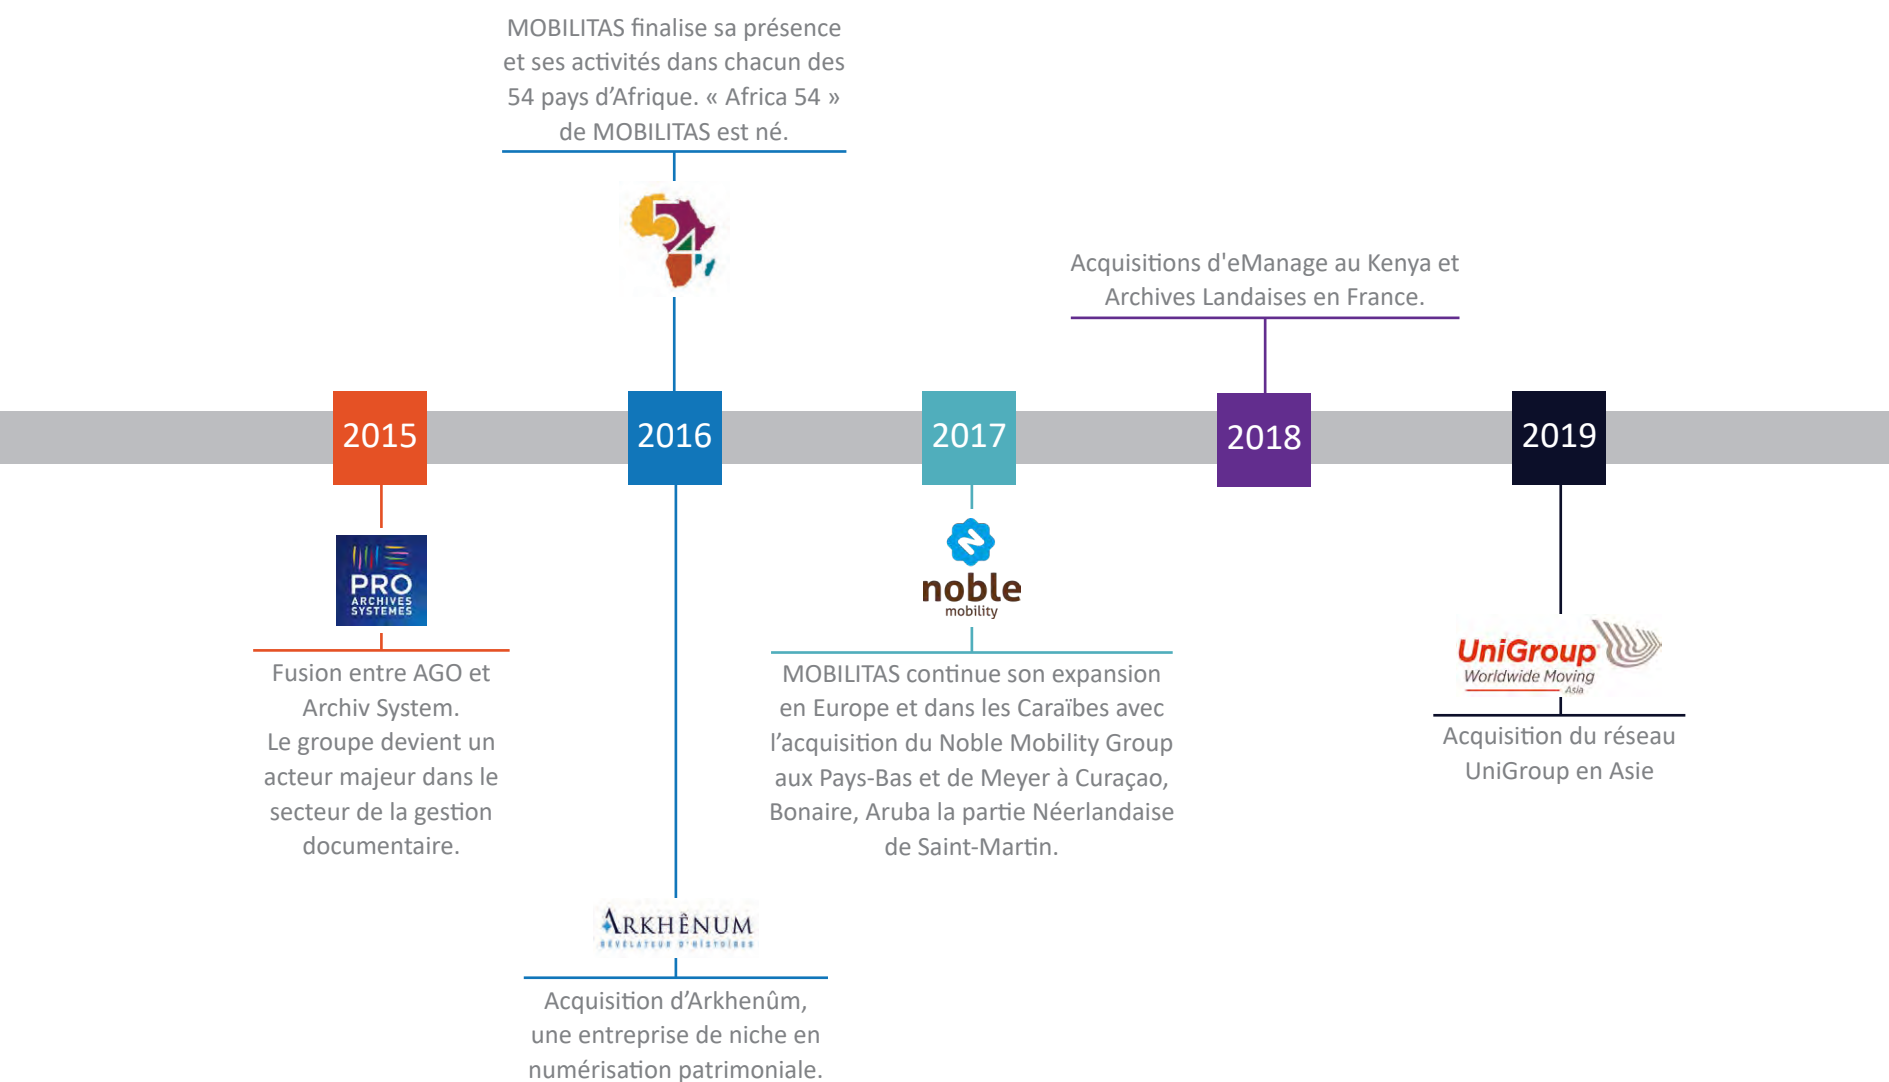 MOBILITAS finalise sa présence
et ses activités dans chacun des
54 pays d’Afrique. « Africa 54 »
de MOBILITAS est né.
54
Acquisitions d'eManage au Kenya et
Archives Landaises en France.
2015
2016
2017
2018
2019
PRO
ARCHIVES
SYSTEMES
Fusion entre AGO et
Archiv System.
Le groupe devient un
acteur majeur dans le
secteur de la gestion
documentaire.
noble
mobility
MOBILITAS continue son expansion
en Europe et dans les Caraïbes avec
l’acquisition du Noble Mobility Group
aux Pays-Bas et de Meyer à Curaçao,
Bonaire, Aruba la partie Néerlandaise
de Saint-Martin.
UniGroup
Worldwide Moving
Asia
Acquisition du réseau
UniGroup en Asie
ARKHÊNUM
RÉVÉLATEUR D'HISTOIRES
Acquisition d’Arkhenûm,
une entreprise de niche en
numérisation patrimoniale.